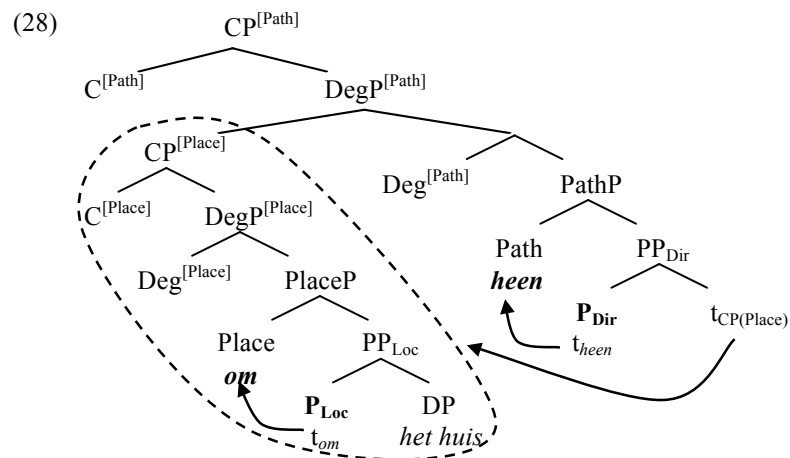 (28)
CP[Path]
C[Path] DegP[Path]
CP[Place]
Deg[Path] PathP
C[Place] DegP[Place]
Path PPDir
heen
Deg[Place] PlaceP
PDir tCP(Place)
theen
Place PPLoc
om
PLoc DP
tom het huis